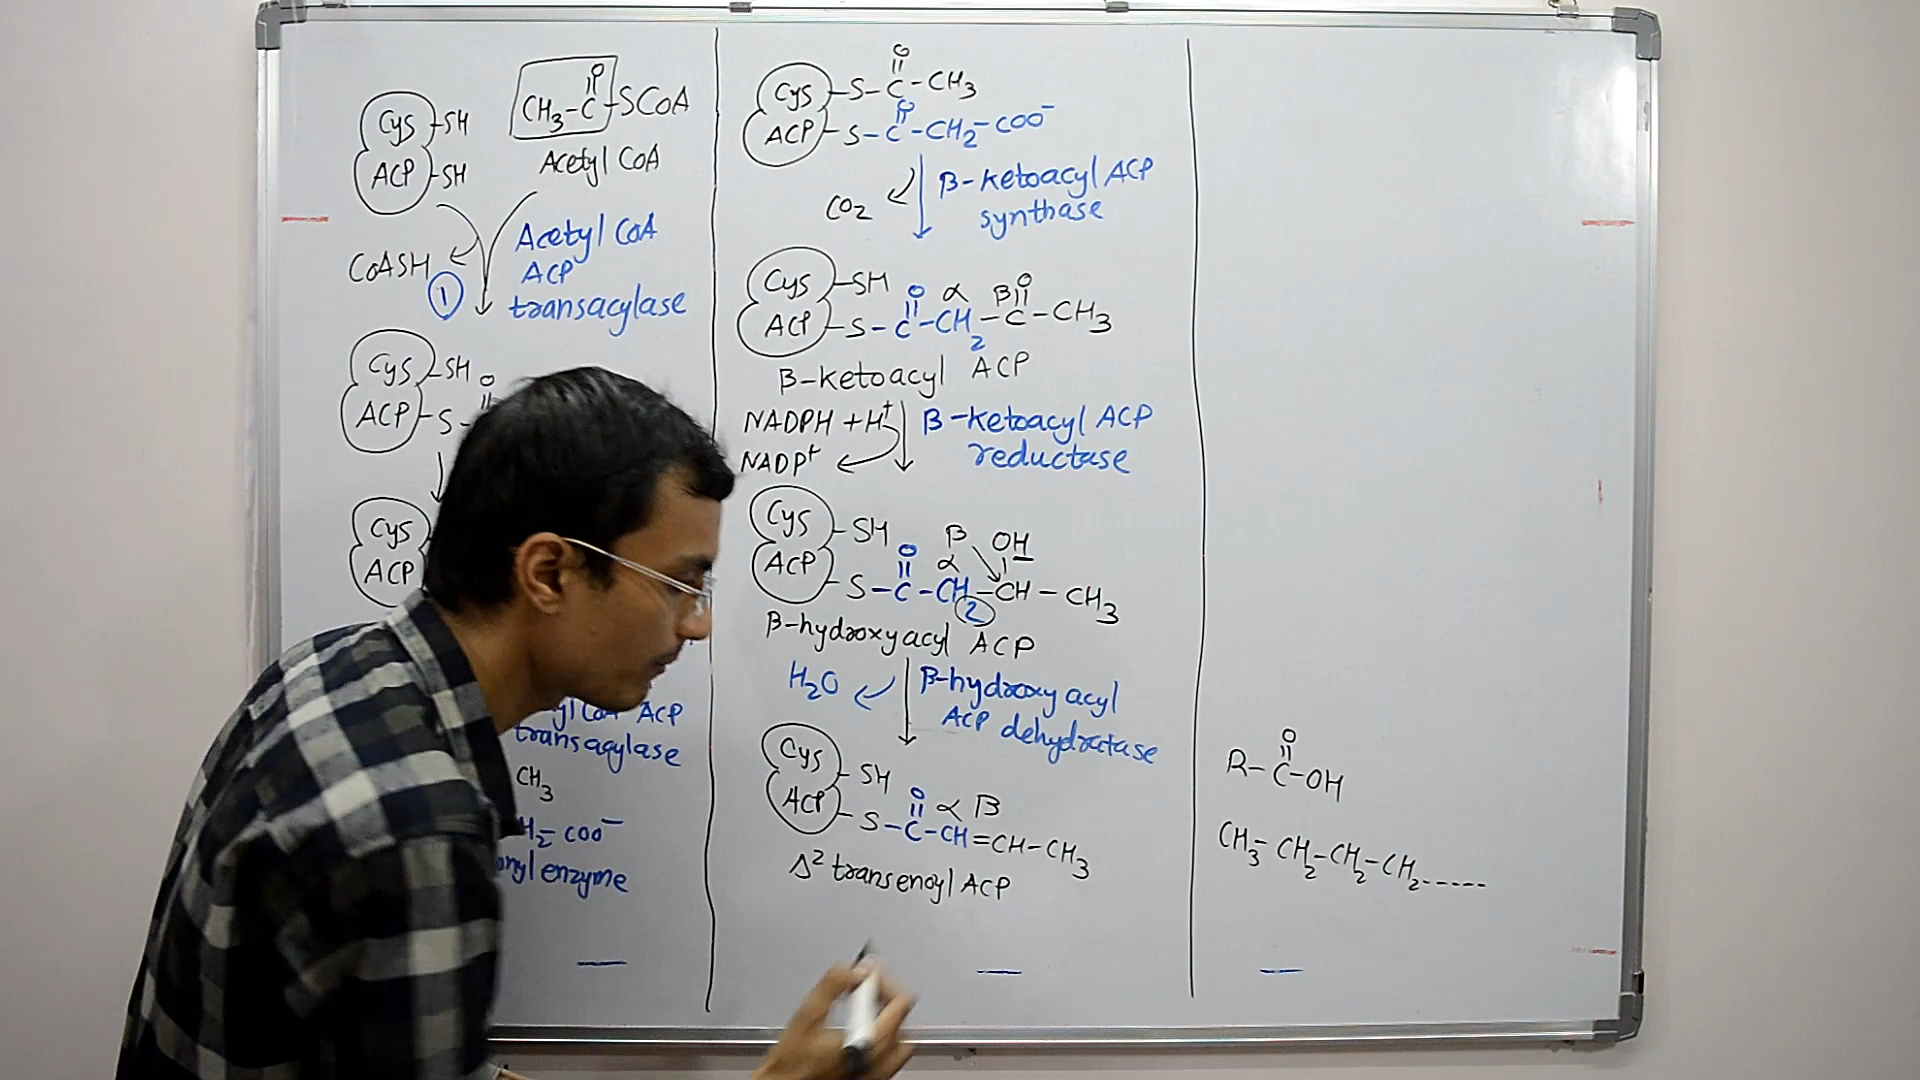 Cys -SH
ACP -SH
O
CH3-C-SCoA
Acetyl CoA
CoASH
1
Acetyl CoA
ACP
transacylase
Cys -SH
O
ACP -S-
Cys
ACP
ACP
transacylase
CH3
COO⁻
enzyme
O
Cys -S-C-CH3
O
ACP -S-C-CH2-COO⁻
CO2
β-ketoacyl ACP
synthase
Cys -SH
O α β O
ACP -S-C-CH2-C-CH3
β-ketoacyl ACP
NADPH + H⁺
NADP⁺
β-ketoacyl ACP
reductase
Cys -SH
β OH
O α
ACP -S-C-CH2-CH-CH3
β-hydroxyacyl ACP
H2O
β-hydroxy acyl
ACP dehydratase
Cys -SH
O α β
ACP -S-C-CH=CH-CH3
Δ² transenoyl ACP
O
R-C-OH
CH3-CH2-CH2-CH2-----